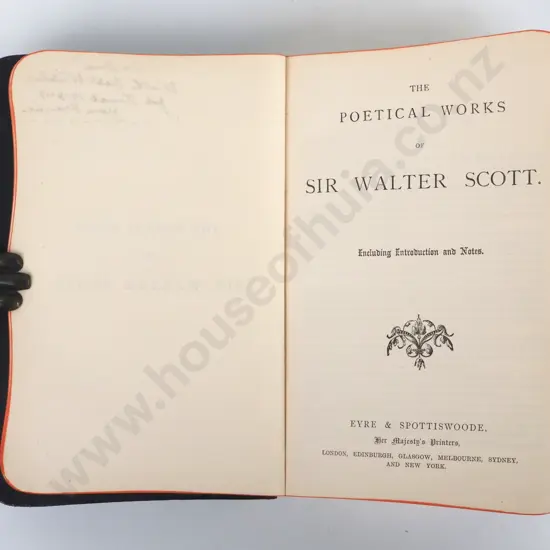 THE
POETICAL WORKS
OF
SIR WALTER SCOTT.
Including Introduction and Notes.
EYRE & SPOTTISWOODE,
Her Majesty's Printers,
LONDON, EDINBURGH, GLASGOW, MELBOURNE, SYDNEY,
AND NEW YORK.
www.houseofhuia.co.nz